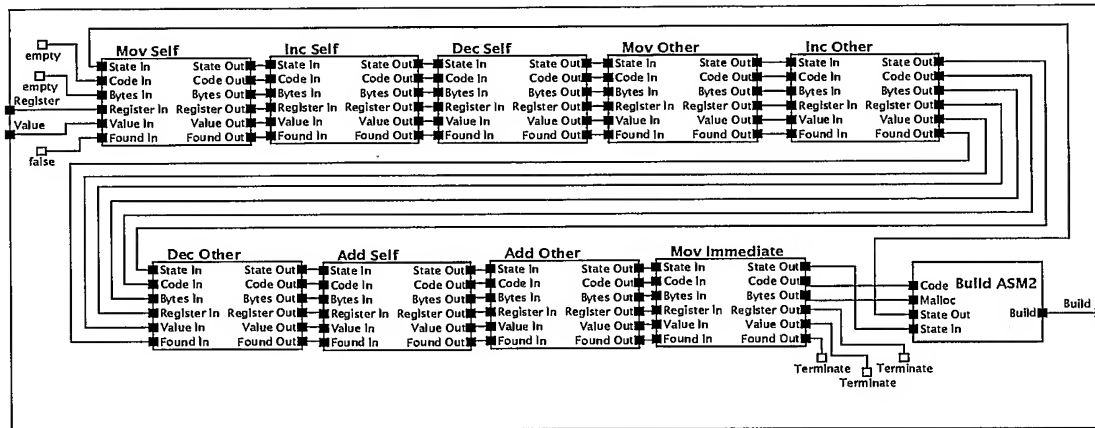 empty
empty
Register
Value
false
Mov Self
State In State Out
Code In Code Out
Bytes In Bytes Out
Register In Register Out
Value In Value Out
Found In Found Out
Inc Self
State In State Out
Code In Code Out
Bytes In Bytes Out
Register In Register Out
Value In Value Out
Found In Found Out
Dec Self
State In State Out
Code In Code Out
Bytes In Bytes Out
Register In Register Out
Value In Value Out
Found In Found Out
Mov Other
State In State Out
Code In Code Out
Bytes In Bytes Out
Register In Register Out
Value In Value Out
Found In Found Out
Inc Other
State In State Out
Code In Code Out
Bytes In Bytes Out
Register In Register Out
Value In Value Out
Found In Found Out
Dec Other
State In State Out
Code In Code Out
Bytes In Bytes Out
Register In Register Out
Value In Value Out
Found In Found Out
Add Self
State In State Out
Code In Code Out
Bytes In Bytes Out
Register In Register Out
Value In Value Out
Found In Found Out
Add Other
State In State Out
Code In Code Out
Bytes In Bytes Out
Register In Register Out
Value In Value Out
Found In Found Out
Mov Immediate
State In State Out
Code In Code Out
Bytes In Bytes Out
Register In Register Out
Value In Value Out
Found In Found Out
Terminate
Terminate
Terminate
Build ASM2
Code
Malloc
State Out
State In
Build
Build